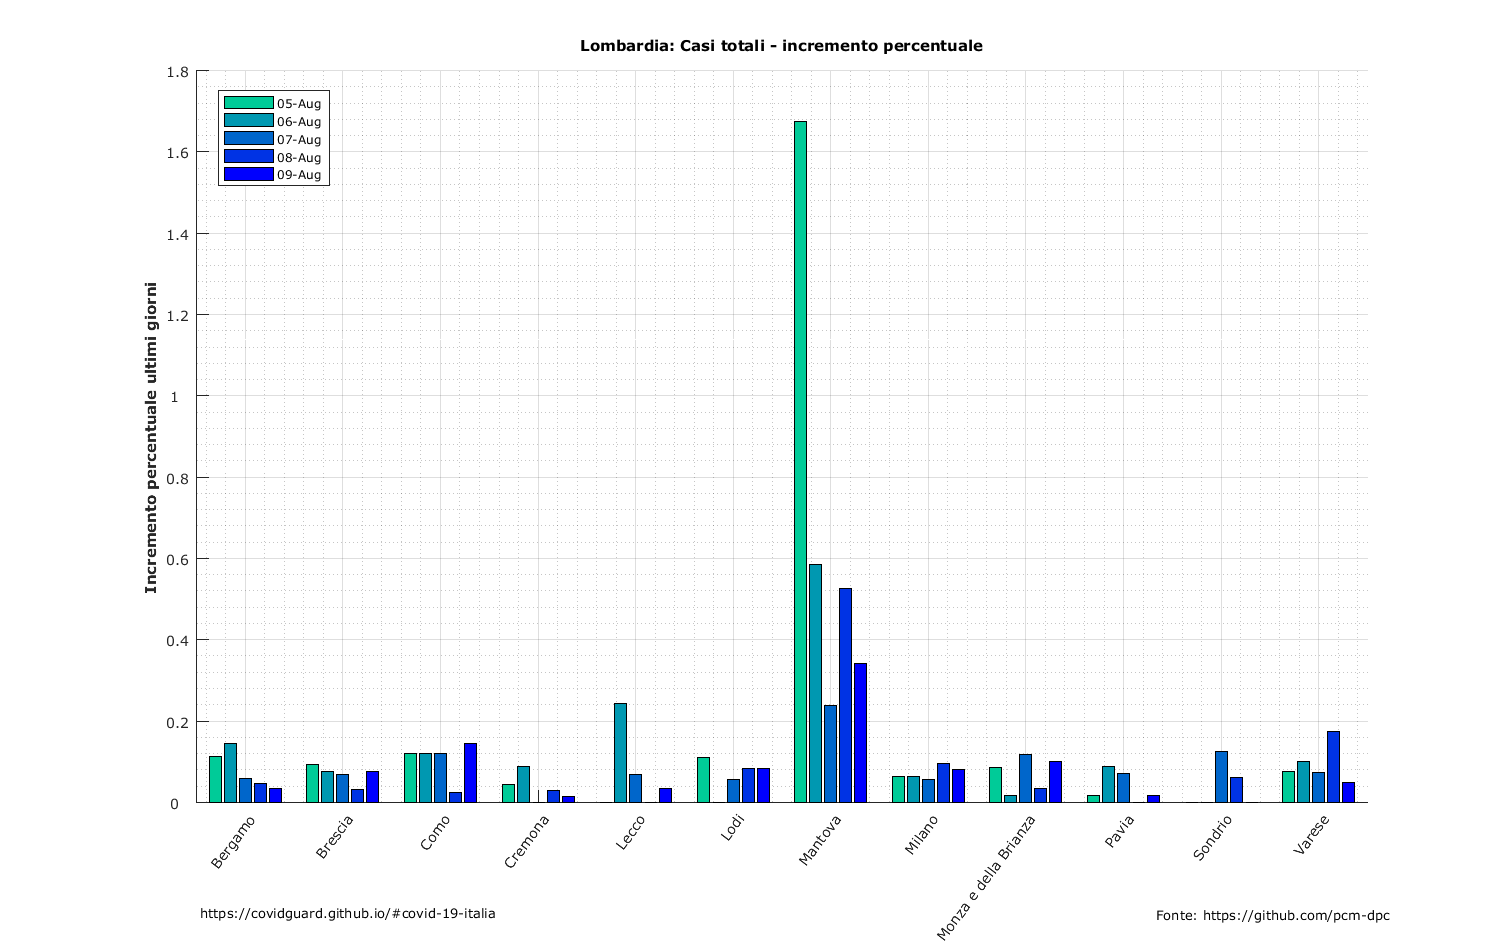 Lombardia: Casi totali - incremento percentuale
Incremento percentuale ultimi giorni
1.8
1.6
1.4
1.2
1
0.8
0.6
0.4
0.2
0
05-Aug
06-Aug
07-Aug
08-Aug
09-Aug
Bergamo
Brescia
Como
Cremona
Lecco
Lodi
Mantova
Milano
Monza e della Brianza
Pavia
Sondrio
Varese
https://covidguard.github.io/#covid-19-italia
Fonte: https://github.com/pcm-dpc